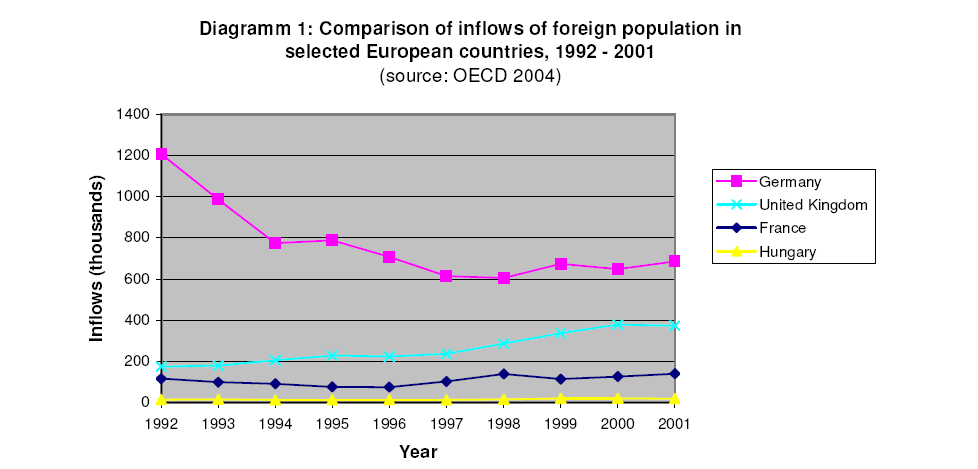 Diagramm 1: Comparison of inflows of foreign population in
selected European countries, 1992 - 2001
(source: OECD 2004)
Inflows (thousands)
1400
1200
1000
800
600
400
200
0
1992 1993 1994 1995 1996 1997 1998 1999 2000 2001
Year
Germany
United Kingdom
France
Hungary